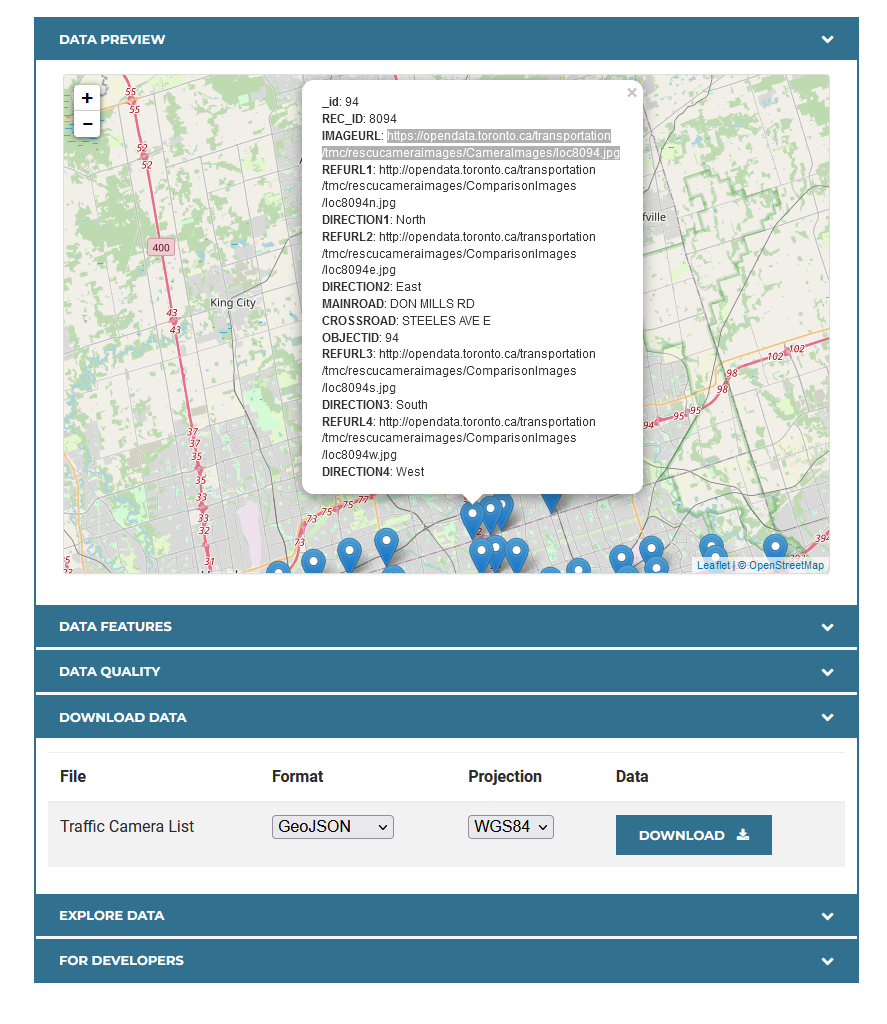 DATA PREVIEW
+
−
×
_id: 94
REC_ID: 8094
IMAGEURL: https://opendata.toronto.ca/transportation
/tmc/rescucameraimages/CameraImages/loc8094.jpg
REFURL1: http://opendata.toronto.ca/transportation
/tmc/rescucameraimages/ComparisonImages
/loc8094n.jpg
DIRECTION1: North
REFURL2: http://opendata.toronto.ca/transportation
/tmc/rescucameraimages/ComparisonImages
/loc8094e.jpg
DIRECTION2: East
MAINROAD: DON MILLS RD
CROSSROAD: STEELES AVE E
OBJECTID: 94
REFURL3: http://opendata.toronto.ca/transportation
/tmc/rescucameraimages/ComparisonImages
/loc8094s.jpg
DIRECTION3: South
REFURL4: http://opendata.toronto.ca/transportation
/tmc/rescucameraimages/ComparisonImages
/loc8094w.jpg
DIRECTION4: West
55
55
52
52
400
King City
43
43
37
37
35
35
33
33
32
31
73
73
75
75
77
102
102
98
98
95
95
94
Leaflet | © OpenStreetMap
DATA FEATURES
DATA QUALITY
DOWNLOAD DATA
File Format Projection Data
Traffic Camera List GeoJSON WGS84 DOWNLOAD
EXPLORE DATA
FOR DEVELOPERS